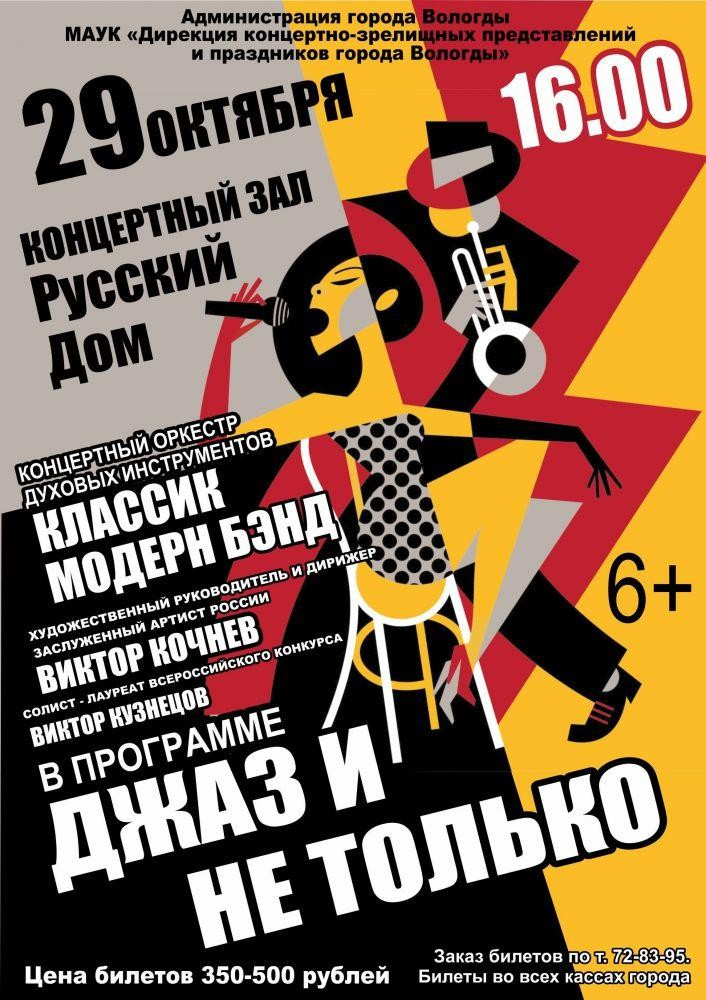 Администрация города Вологды
МАУК «Дирекция концертно-зрелищных представлений
и праздников города Вологды»
29 ОКТЯБРЯ
16.00
КОНЦЕРТНЫЙ ЗАЛ
Русский
Дом
КОНЦЕРТНЫЙ ОРКЕСТР
ДУХОВЫХ ИНСТРУМЕНТОВ
КЛАССИК
МОДЕРН БЭНД
ХУДОЖЕСТВЕННЫЙ РУКОВОДИТЕЛЬ И ДИРИЖЕР
ЗАСЛУЖЕННЫЙ АРТИСТ РОССИИ
ВИКТОР КОЧНЕВ
СОЛИСТ - ЛАУРЕАТ ВСЕРОССИЙСКОГО КОНКУРСА
ВИКТОР КУЗНЕЦОВ
6+
В ПРОГРАММЕ
ДЖАЗ И
НЕ ТОЛЬКО
Заказ билетов по т. 72-83-95.
Цена билетов 350-500 рублей
Билеты во всех кассах города